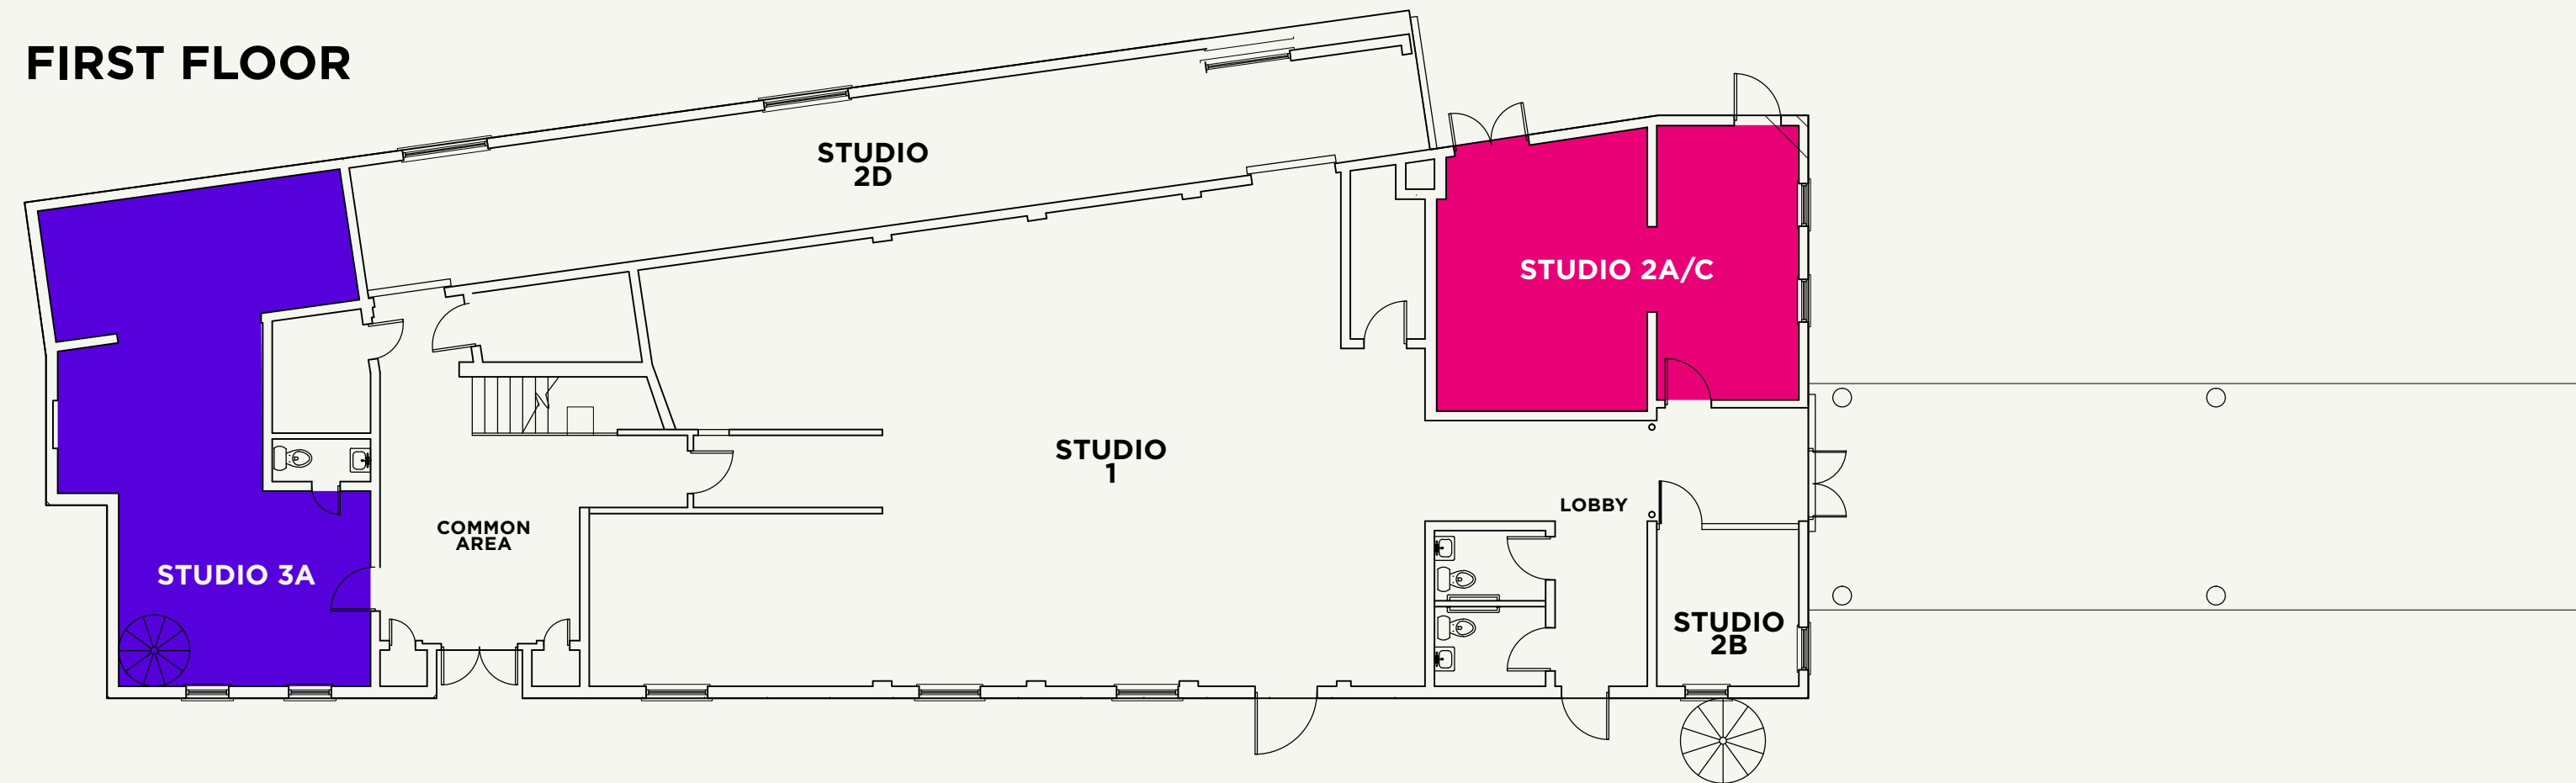 FIRST FLOOR
STUDIO
2D
STUDIO 2A/C
STUDIO
1
LOBBY
COMMON
AREA
STUDIO 3A
STUDIO
2B